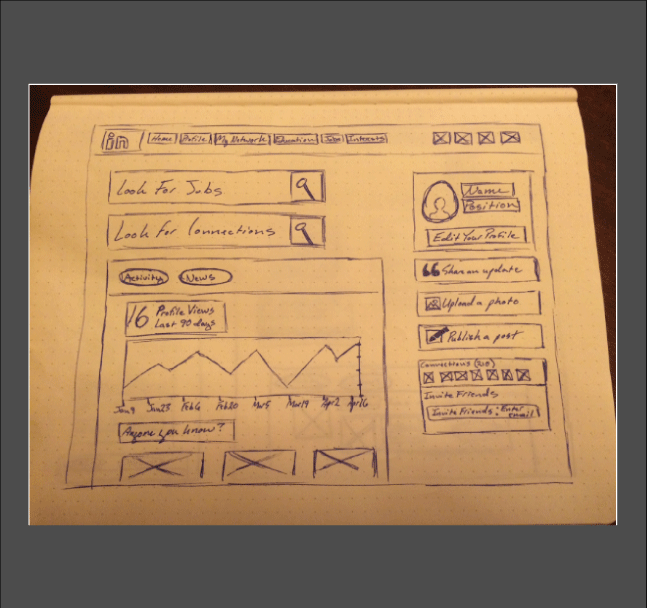 in
Home Profile My Network Education Jobs Interests
Look For Jobs
Look for Connections
Activity News
16 Profile Views
Last 90 days
Jan 9 Jan 23 Feb 6 Feb 20 Mar 5 Mar 19 Apr 2 Apr 16
Anyone you know?
Name
Position
Edit Your Profile
Share an update
Upload a photo
Publish a post
Connections
Invite Friends
Invite Friends: Enter
email